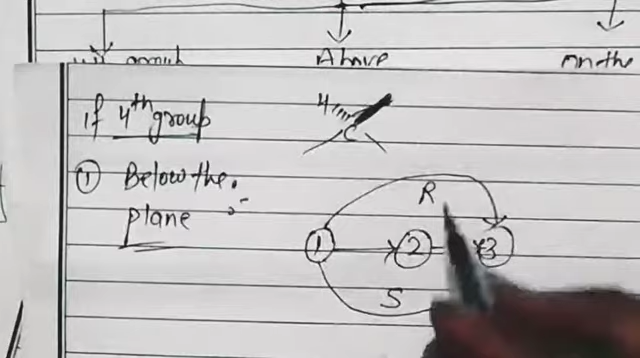 Above
on the
if 4th group
4
C
① Below the
plane
R
① ② ③
S